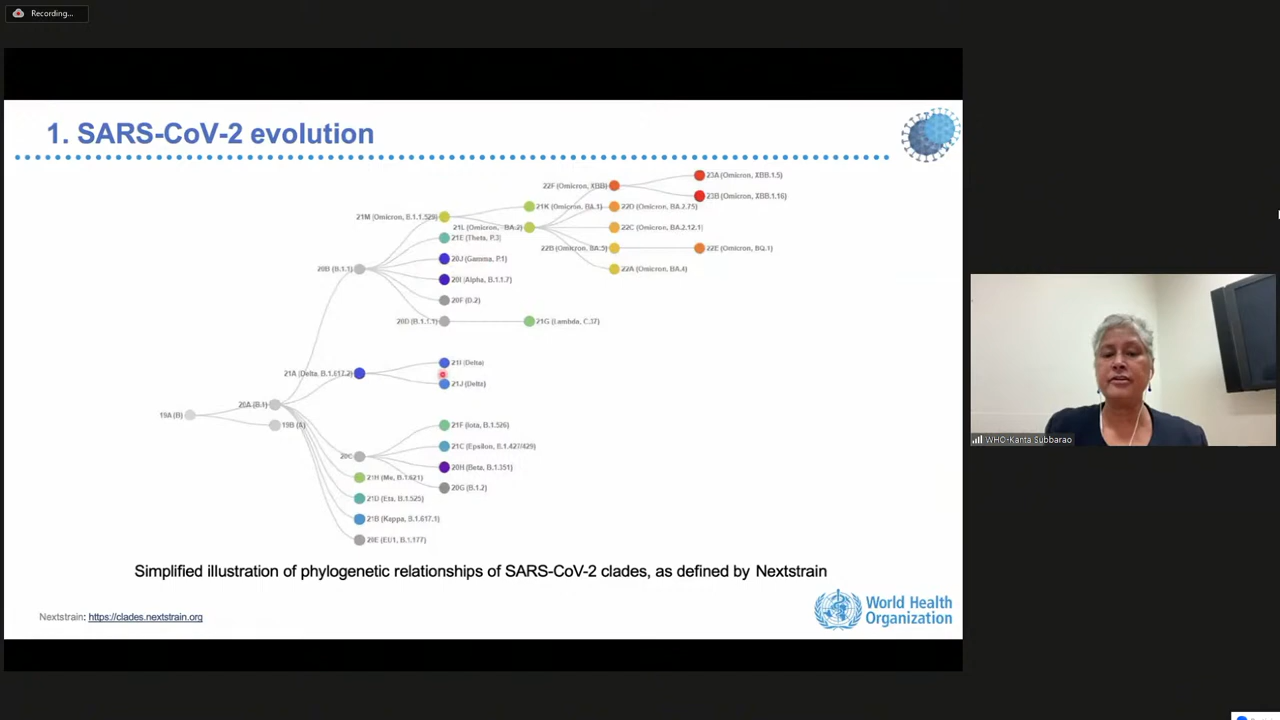 Recording...
1. SARS-CoV-2 evolution
23A (Omicron, XBB.1.5)
22F (Omicron, XBB)
23B (Omicron, XBB.1.16)
21K (Omicron, BA.1)
22D (Omicron, BA.2.75)
21M (Omicron, B.1.1.529)
21L (Omicron, BA.2)
22C (Omicron, BA.2.12.1)
21E (Theta, P.3)
22B (Omicron, BA.5)
22E (Omicron, BQ.1)
20J (Gamma, P.1)
22A (Omicron, BA.4)
20B (B.1.1)
20I (Alpha, B.1.1.7)
20F (D.2)
20D (B.1.1.1)
21G (Lambda, C.37)
21I (Delta)
21A (Delta, B.1.617.2)
21J (Delta)
20A (B.1)
19A (B)
19B (A)
21F (Iota, B.1.526)
21C (Epsilon, B.1.427/429)
20C
20H (Beta, B.1.351)
21H (Mu, B.1.621)
20G (B.1.2)
21D (Eta, B.1.525)
21B (Kappa, B.1.617.1)
20E (EU1, B.1.177)
Simplified illustration of phylogenetic relationships of SARS-CoV-2 clades, as defined by Nextstrain
Nextstrain: https://clades.nextstrain.org
World Health
Organization
WHO-Kanta Subbarao